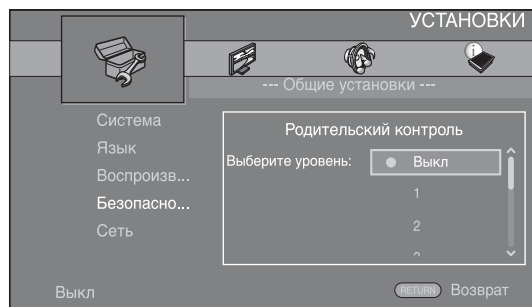 УСТАНОВКИ
--- Общие установки ---
Система
Язык
Воспроизв...
Безопасно...
Сеть
Родительский контроль
Выберите уровень:
Выкл
1
2
Выкл
RETURN Возврат